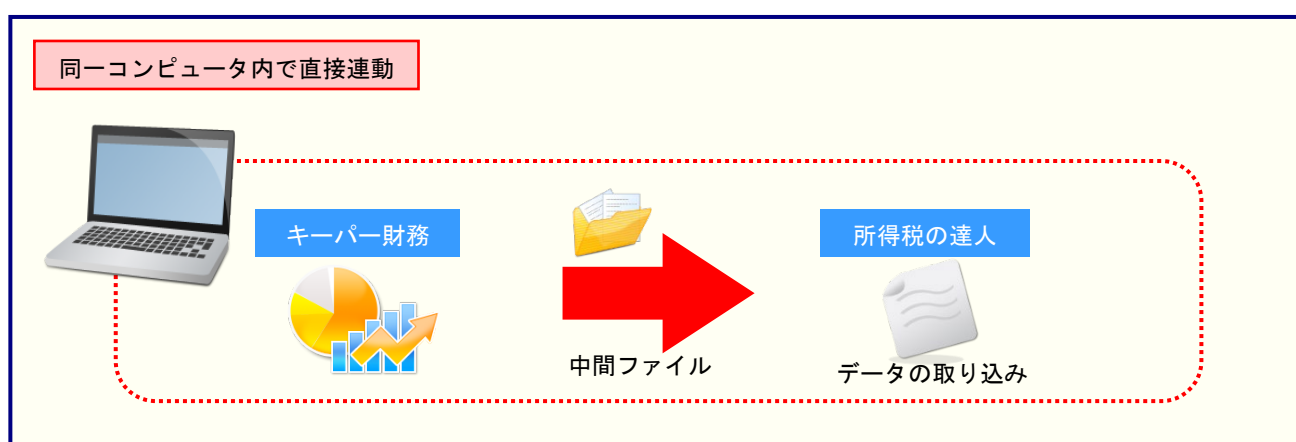 同一コンピュータ内で直接連動
キーパー財務
所得税の達人
中間ファイル
データの取り込み